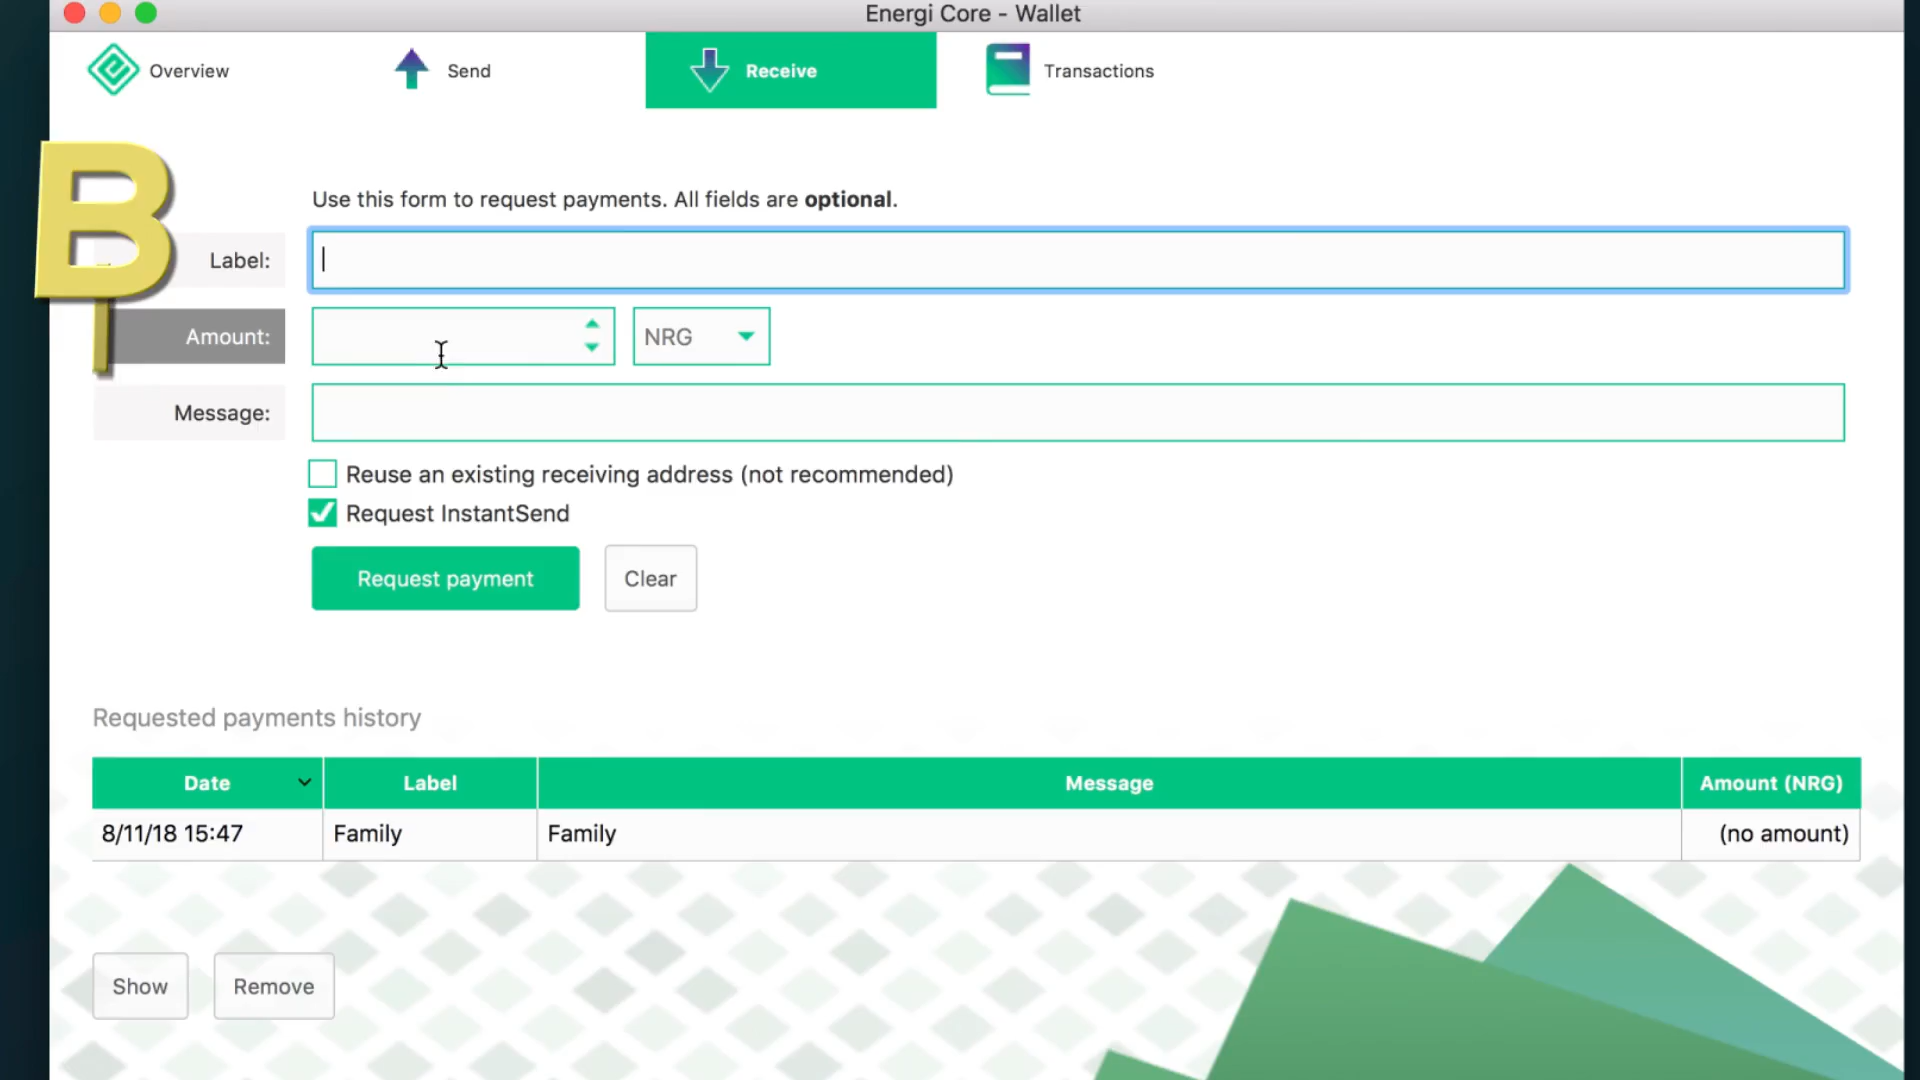 Energi Core - Wallet
Overview Send Receive Transactions
B
Use this form to request payments. All fields are optional.
Label:
Amount: NRG
Message:
Reuse an existing receiving address (not recommended)
Request InstantSend
Request payment Clear
Requested payments history
Date Label Message Amount (NRG)
8/11/18 15:47 Family Family (no amount)
Show Remove